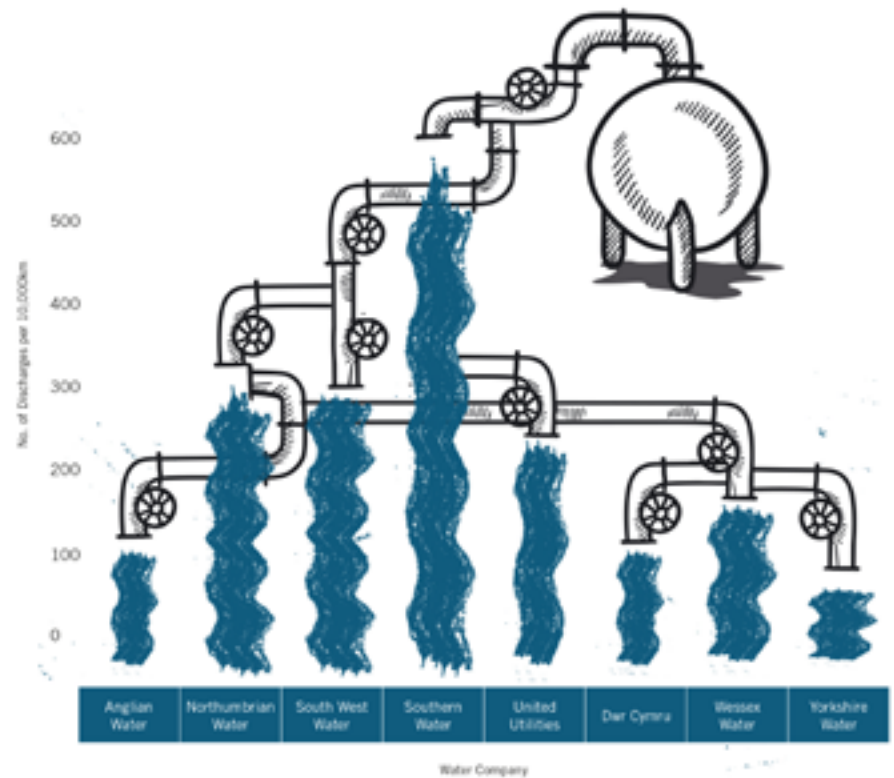 600
500
400
300
200
100
0
No. of Discharges per 10,000km
Anglian
Water
Northumbrian
Water
South West
Water
Southern
Water
United
Utilities
Dwr Cymru
Wessex
Water
Yorkshire
Water
Water Company